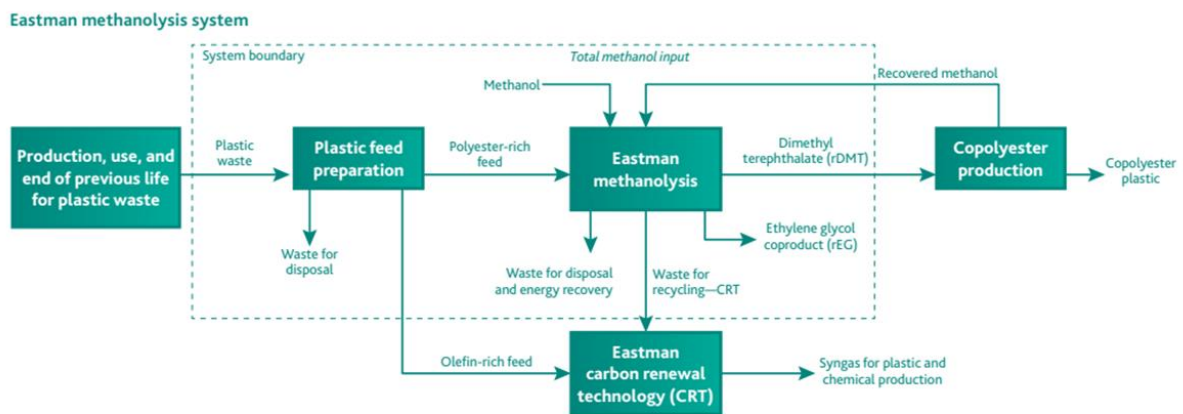 Eastman methanolysis system
System boundary
Total methanol input
Methanol
Recovered methanol
Production, use, and
end of previous life
for plastic waste
Plastic
waste
Plastic feed
preparation
Polyester-rich
feed
Eastman
methanolysis
Dimethyl
terephthalate (rDMT)
Copolyester
production
Copolyester
plastic
Waste for
disposal
Waste for disposal
and energy recovery
Waste for
recycling—CRT
Ethylene glycol
coproduct (rEG)
Olefin-rich feed
Eastman
carbon renewal
technology (CRT)
Syngas for plastic and
chemical production